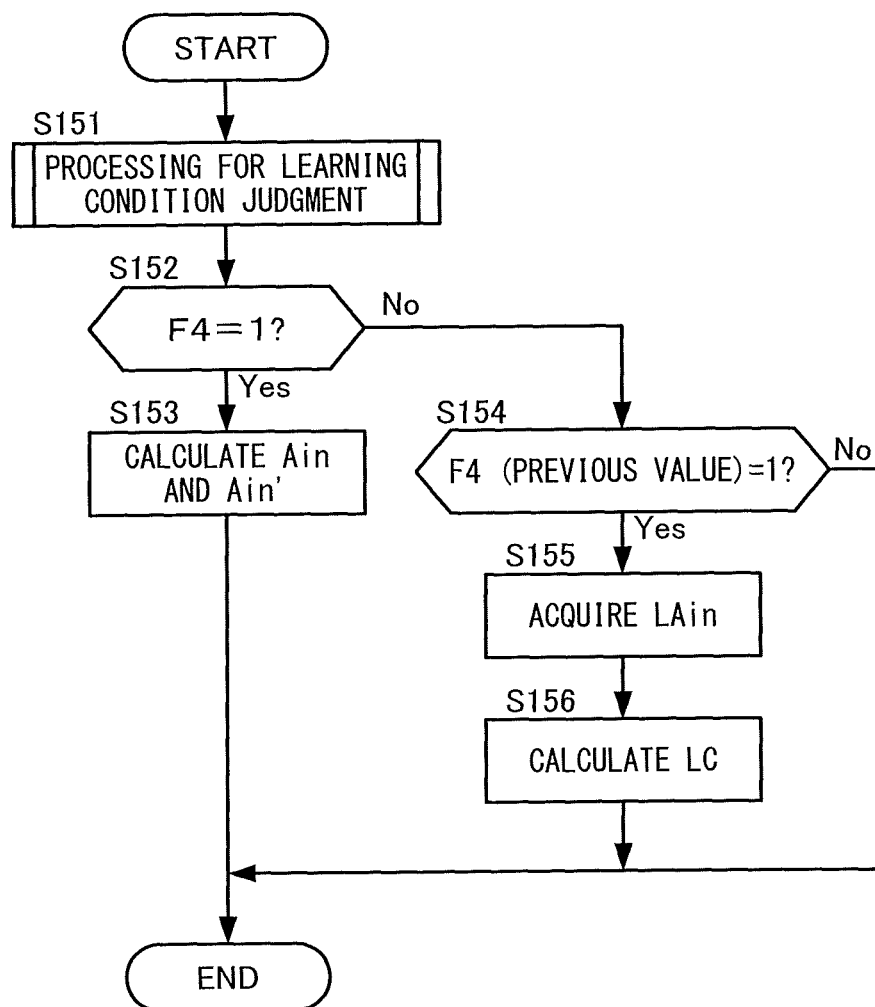 START
S151
PROCESSING FOR LEARNING
CONDITION JUDGMENT
S152
F4=1?
No
Yes
S153
CALCULATE Ain
AND Ain'
S154
F4 (PREVIOUS VALUE)=1?
No
Yes
S155
ACQUIRE LAin
S156
CALCULATE LC
END